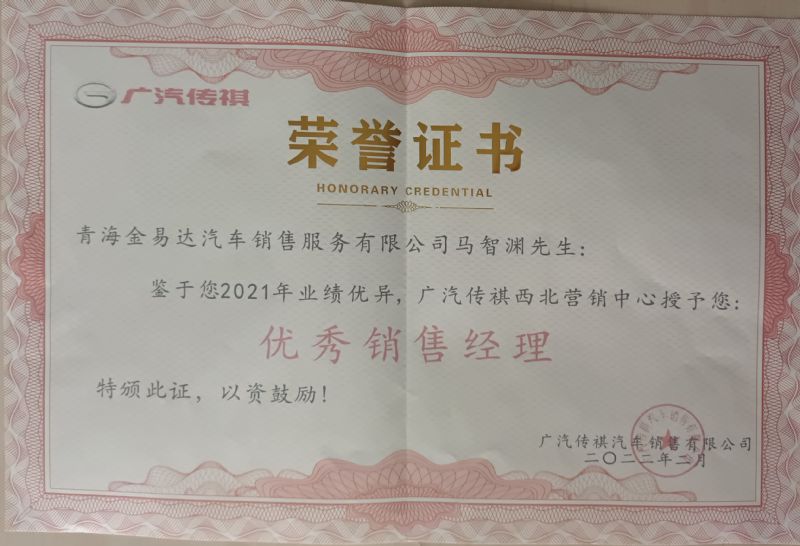 广汽传祺
荣誉证书
HONORARY CREDENTIAL
青海金易达汽车销售服务有限公司马智渊先生：
鉴于您2021年业绩优异，广汽传祺西北营销中心授予您：
优秀销售经理
特颁此证，以资鼓励！
广汽传祺汽车销售有限公司
二〇二二年二月